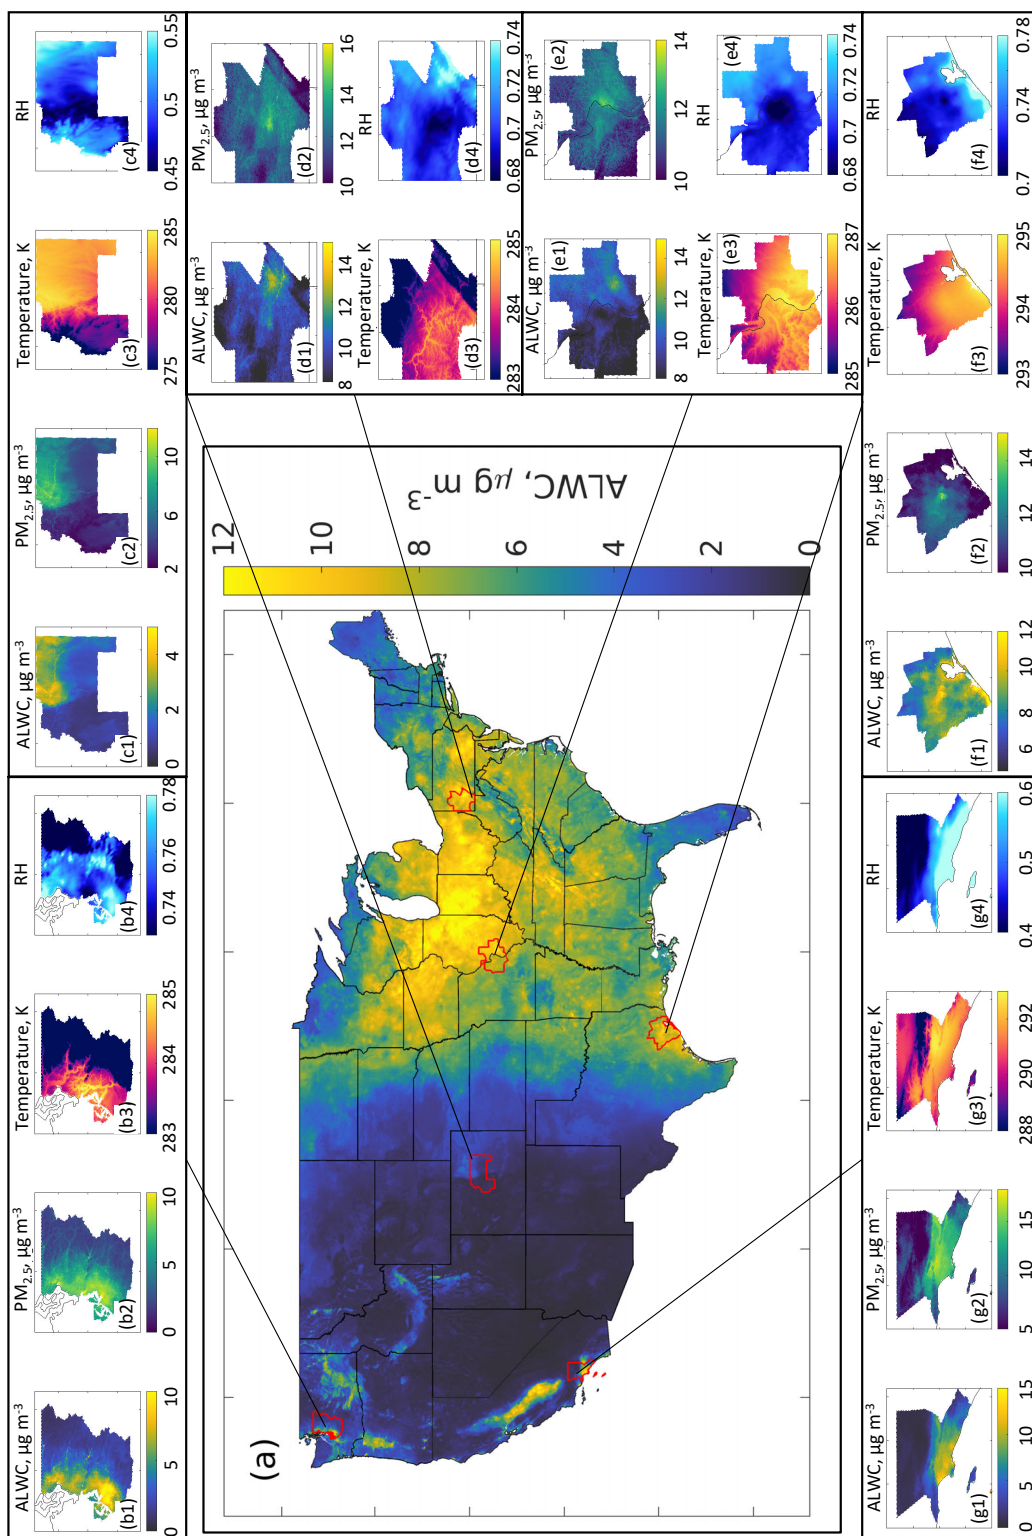 ALWC, µg m⁻³
(b1)
0 5 10
PM₂.₅, µg m⁻³
(b2)
0 5 10
Temperature, K
(b3)
283 284 285
RH
(b4)
0.74 0.76 0.78
ALWC, µg m⁻³
(c1)
0 2 4
PM₂.₅, µg m⁻³
(c2)
2 6 10
Temperature, K
(c3)
275 280 285
RH
(c4)
0.45 0.5 0.55
(a)
12
10
8
6
4
2
0
ALWC, µg m⁻³
ALWC, µg m⁻³
(d1)
8 10 12 14
PM₂.₅, µg m⁻³
(d2)
10 12 14 16
Temperature, K
(d3)
283 284 285
RH
(d4)
0.68 0.7 0.72 0.74
ALWC, µg m⁻³
(e1)
8 10 12 14
PM₂.₅, µg m⁻³
(e2)
10 12 14
Temperature, K
(e3)
285 286 287
RH
(e4)
0.68 0.7 0.72 0.74
ALWC, µg m⁻³
(g1)
0 5 10 15
PM₂.₅, µg m⁻³
(g2)
5 10 15
Temperature, K
(g3)
288 290 292
RH
(g4)
0.4 0.5 0.6
ALWC, µg m⁻³
(f1)
6 8 10 12
PM₂.₅, µg m⁻³
(f2)
10 12 14
Temperature, K
(f3)
293 294 295
RH
(f4)
0.7 0.74 0.78